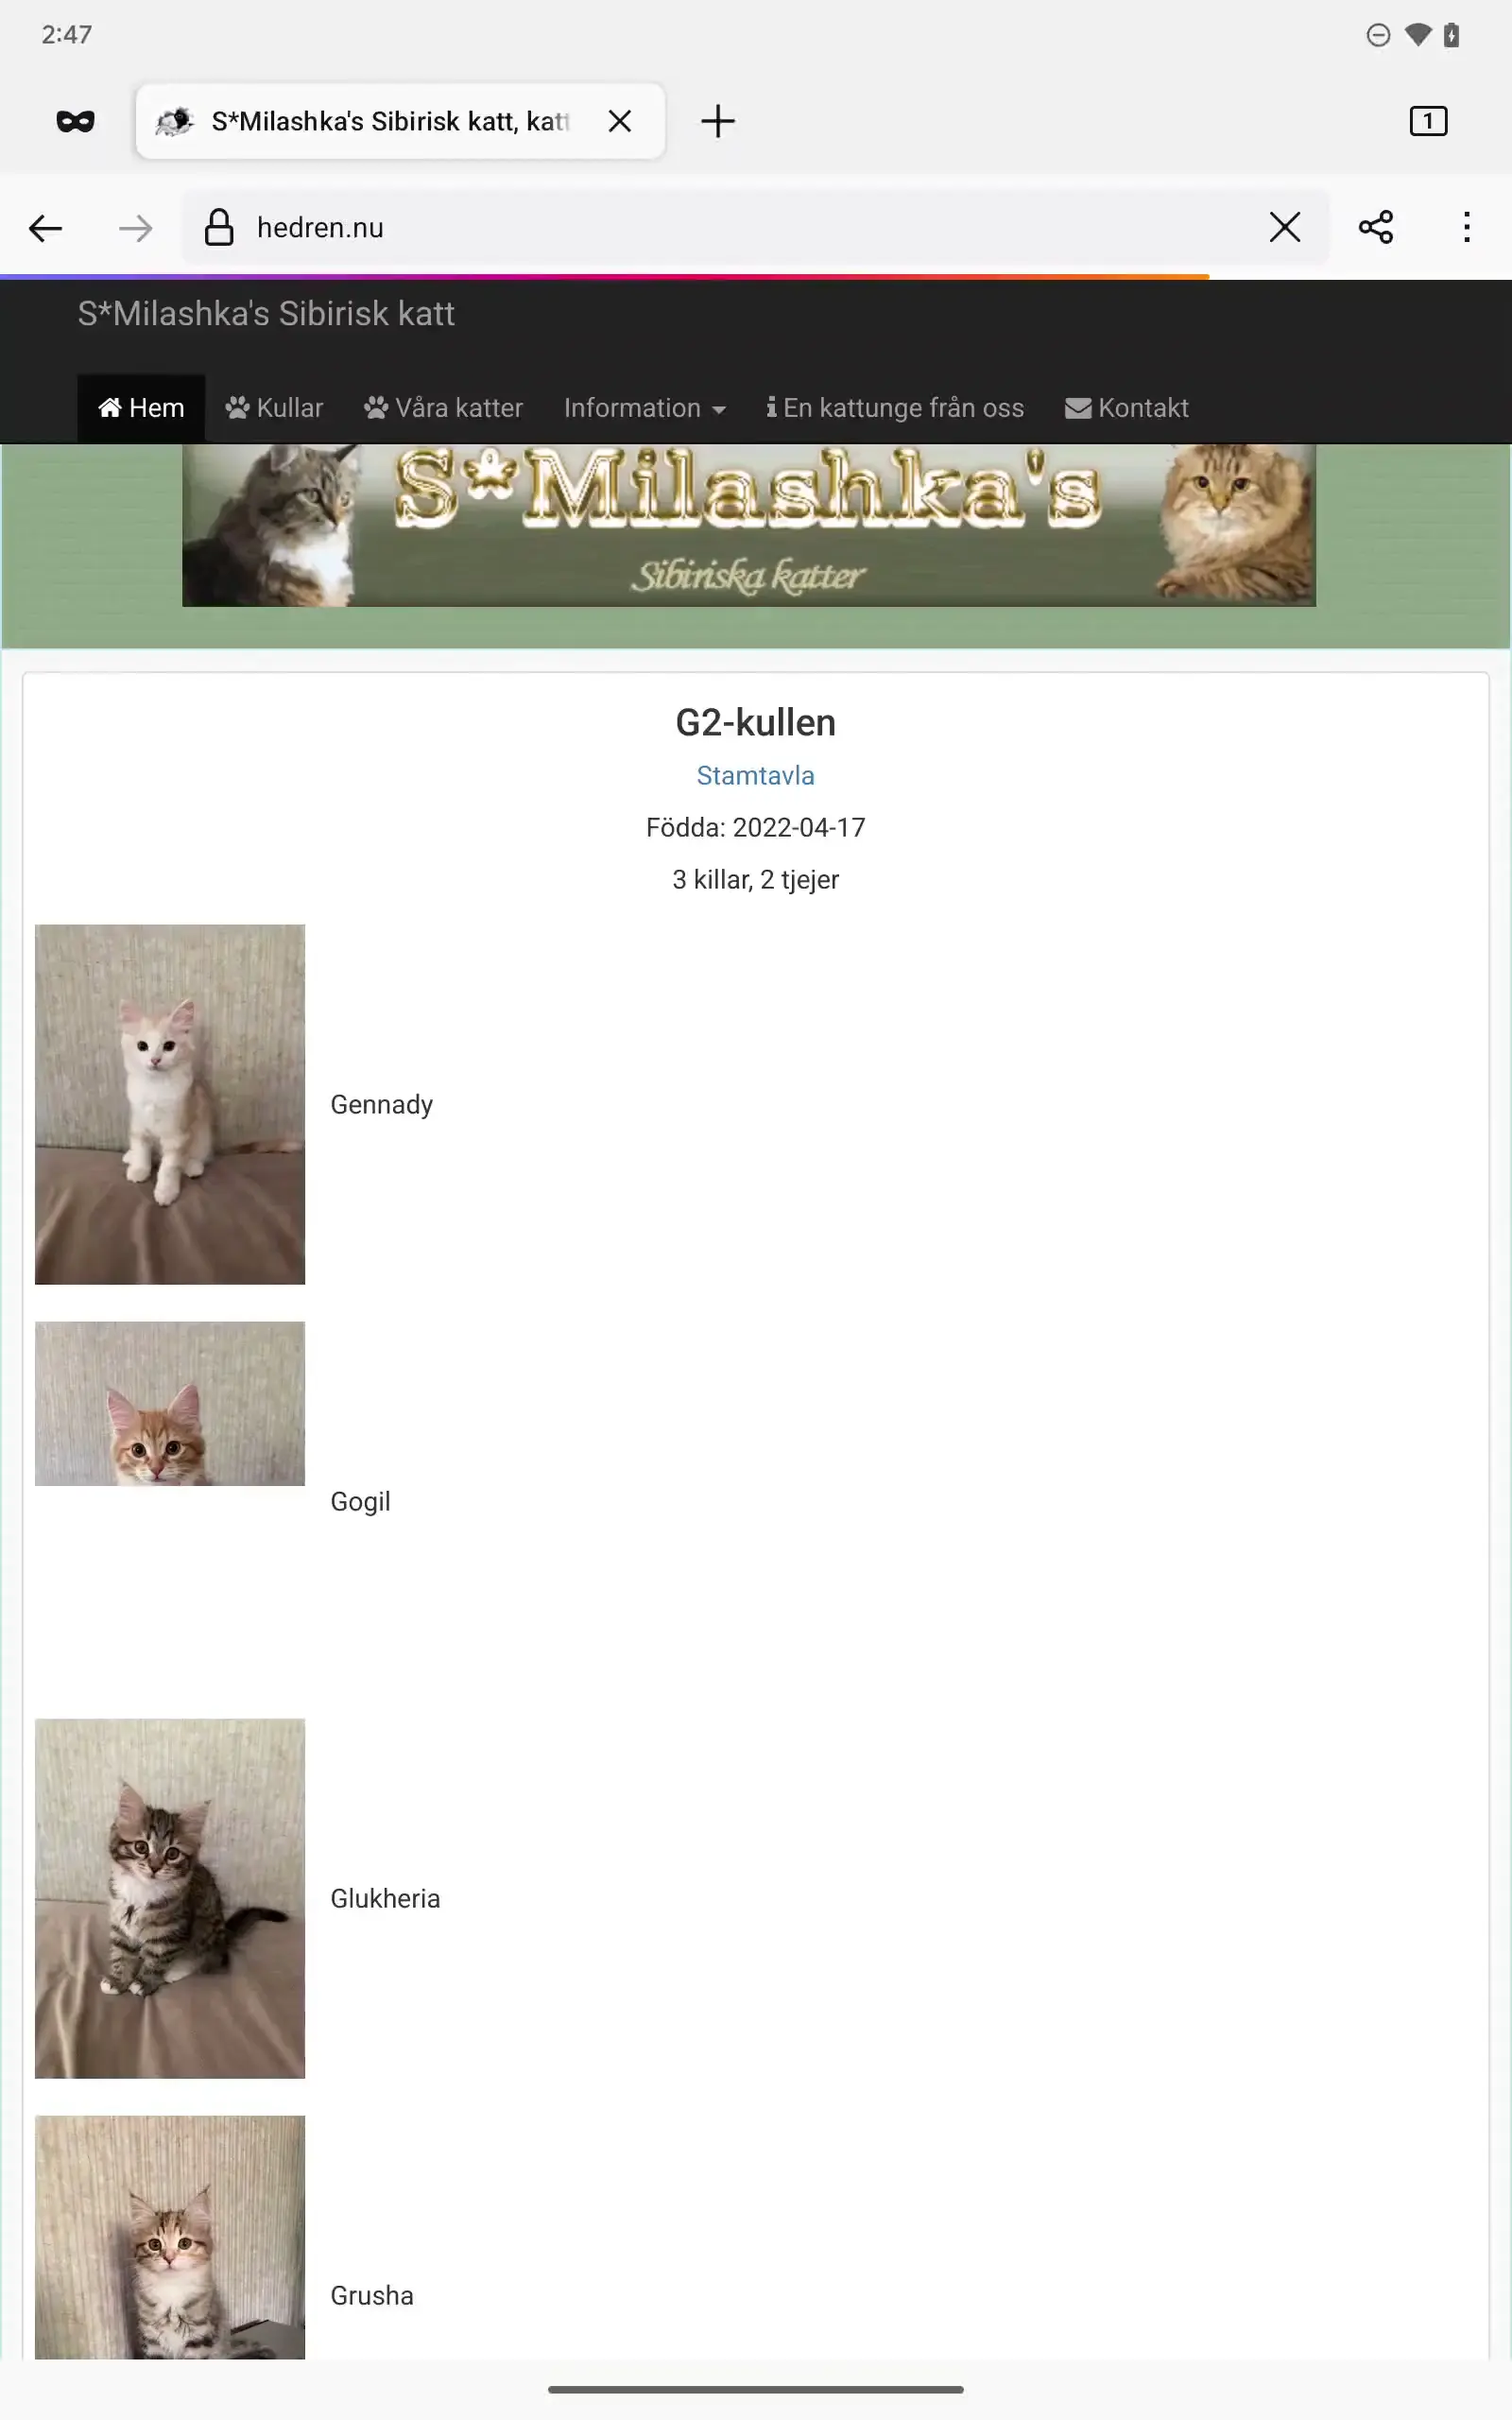 2:47
S*Milashka's Sibirisk katt, kat
1
hedren.nu
S*Milashka's Sibirisk katt
Hem Kullar Våra katter Information En kattunge från oss Kontakt
S*Milashka's
Sibiriska katter
G2-kullen
Stamtavla
Födda: 2022-04-17
3 killar, 2 tjejer
Gennady
Gogil
Glukheria
Grusha